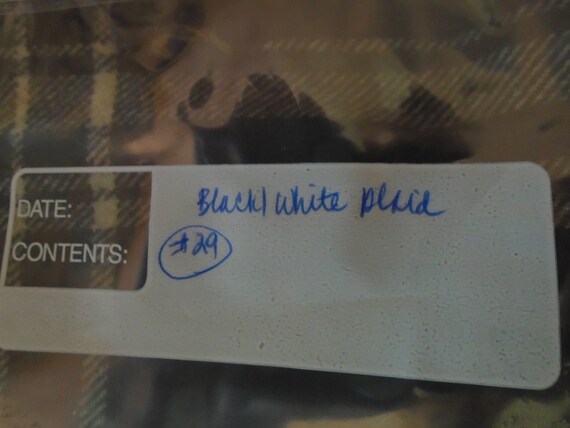 DATE: Black/White plaid
CONTENTS: #29